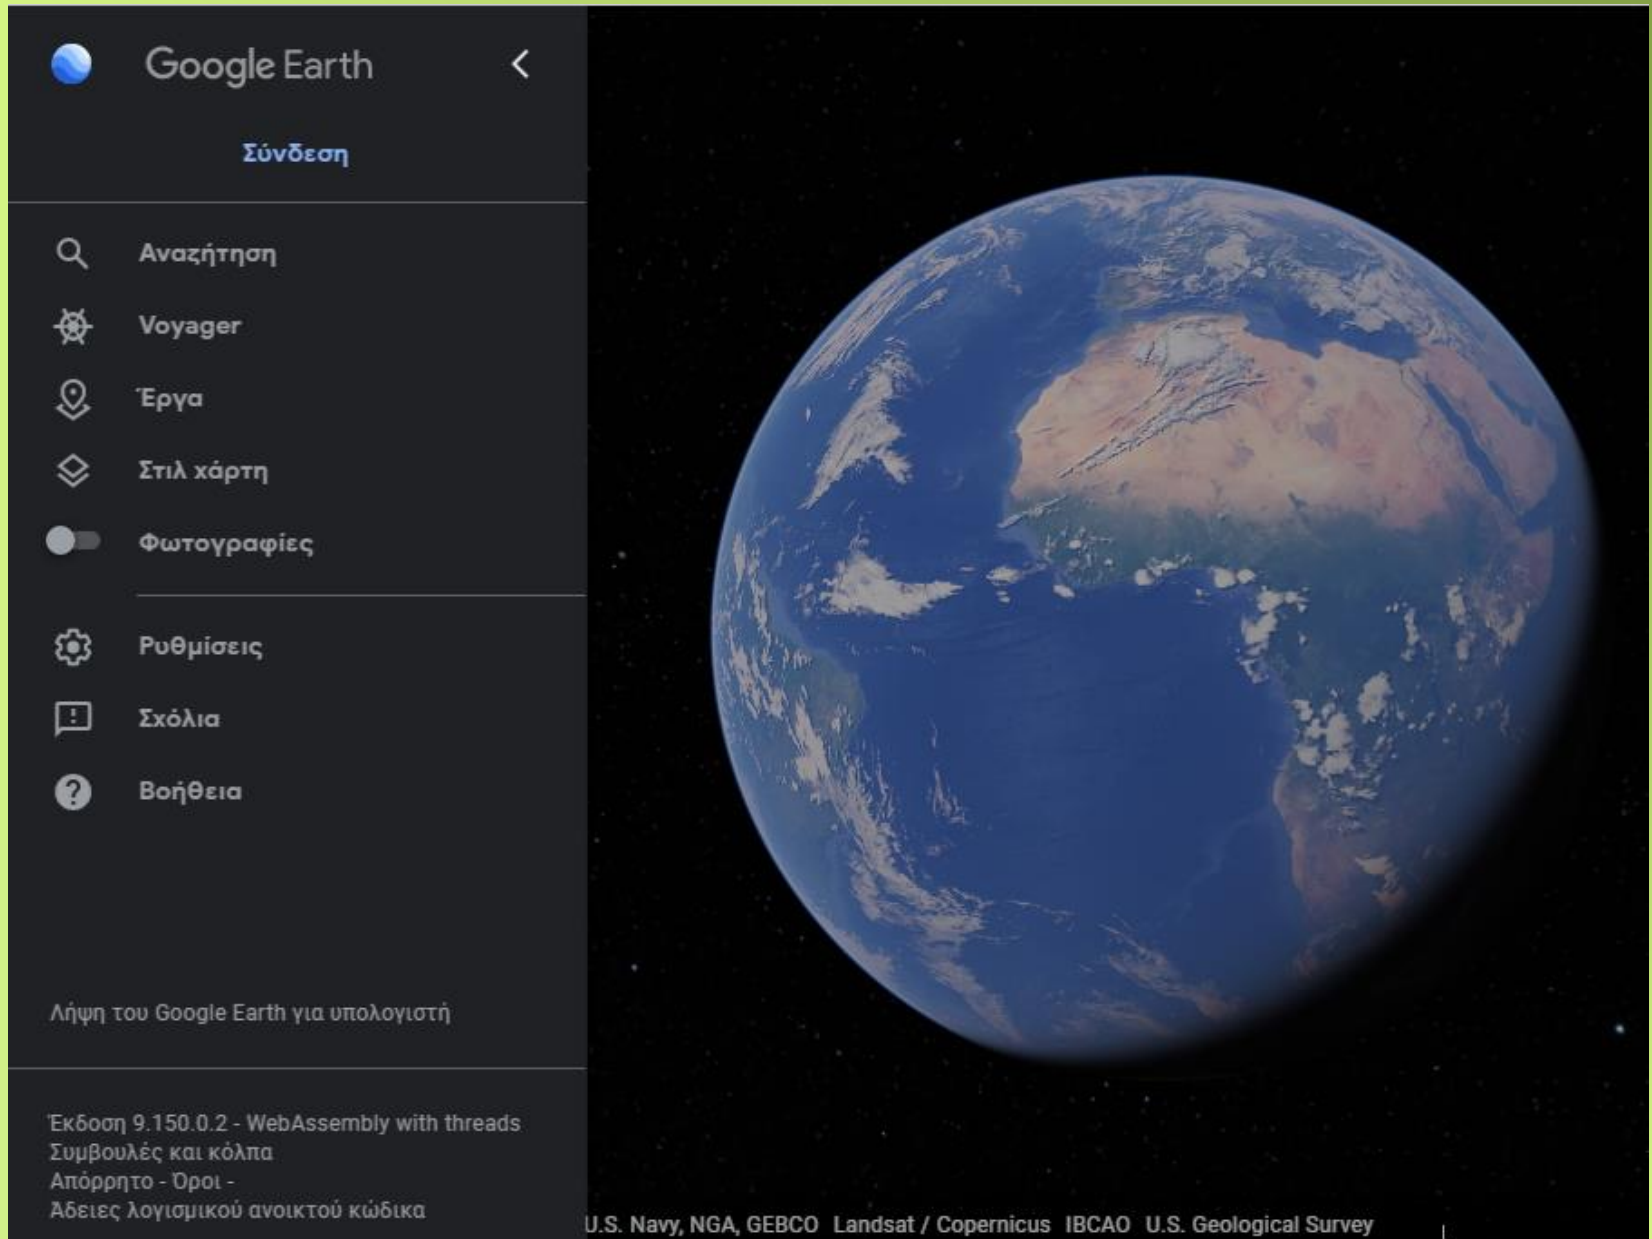 Google Earth
Σύνδεση
Αναζήτηση
Voyager
Έργα
Στιλ χάρτη
Φωτογραφίες
Ρυθμίσεις
Σχόλια
Βοήθεια
Λήψη του Google Earth για υπολογιστή
Έκδοση 9.150.0.2 - WebAssembly with threads
Συμβουλές και κόλπα
Απόρρητο - Όροι -
Άδειες λογισμικού ανοικτού κώδικα
U.S. Navy, NGA, GEBCO Landsat / Copernicus IBCAO U.S. Geological Survey